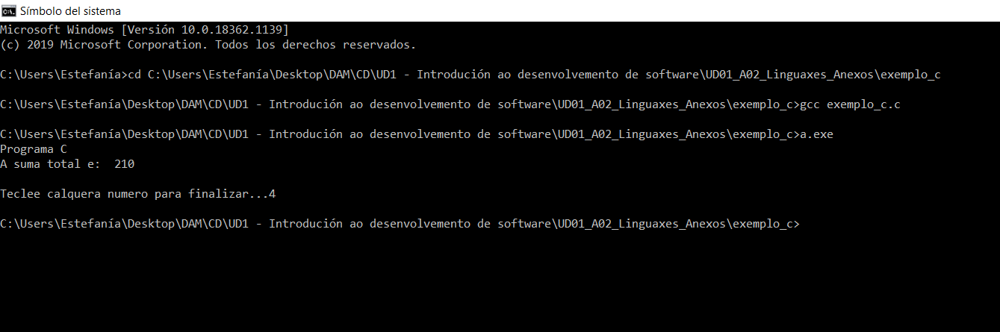 Símbolo del sistema
Microsoft Windows [Versión 10.0.18362.1139]
(c) 2019 Microsoft Corporation. Todos los derechos reservados.
C:\Users\Estefanía>cd C:\Users\Estefanía\Desktop\DAM\CD\UD1 - Introdución ao desenvolvemento de software\UD01_A02_Linguaxes_Anexos\exemplo_c
C:\Users\Estefanía\Desktop\DAM\CD\UD1 - Introdución ao desenvolvemento de software\UD01_A02_Linguaxes_Anexos\exemplo_c>gcc exemplo_c.c
C:\Users\Estefanía\Desktop\DAM\CD\UD1 - Introdución ao desenvolvemento de software\UD01_A02_Linguaxes_Anexos\exemplo_c>a.exe
Programa C
A suma total e:  210
Teclee calquera numero para finalizar...4
C:\Users\Estefanía\Desktop\DAM\CD\UD1 - Introdución ao desenvolvemento de software\UD01_A02_Linguaxes_Anexos\exemplo_c>